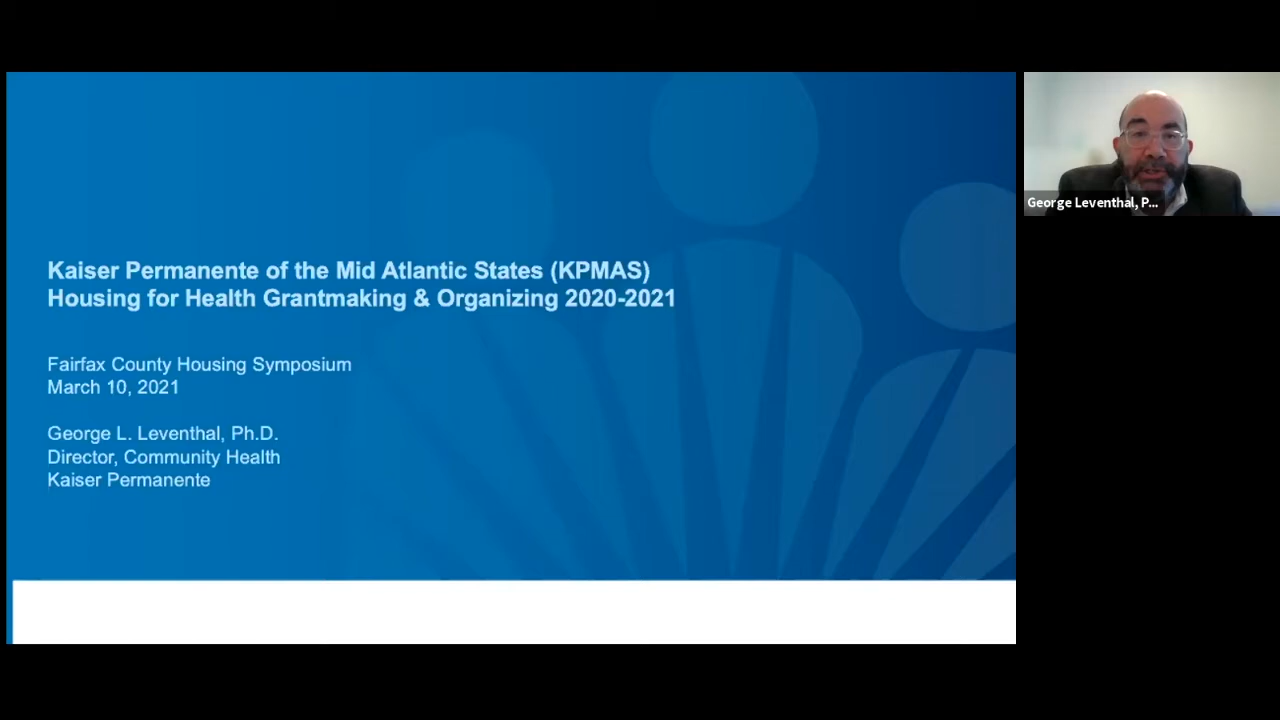 Kaiser Permanente of the Mid Atlantic States (KPMAS)
Housing for Health Grantmaking & Organizing 2020-2021
Fairfax County Housing Symposium
March 10, 2021
George L. Leventhal, Ph.D.
Director, Community Health
Kaiser Permanente
George Leventhal, P...